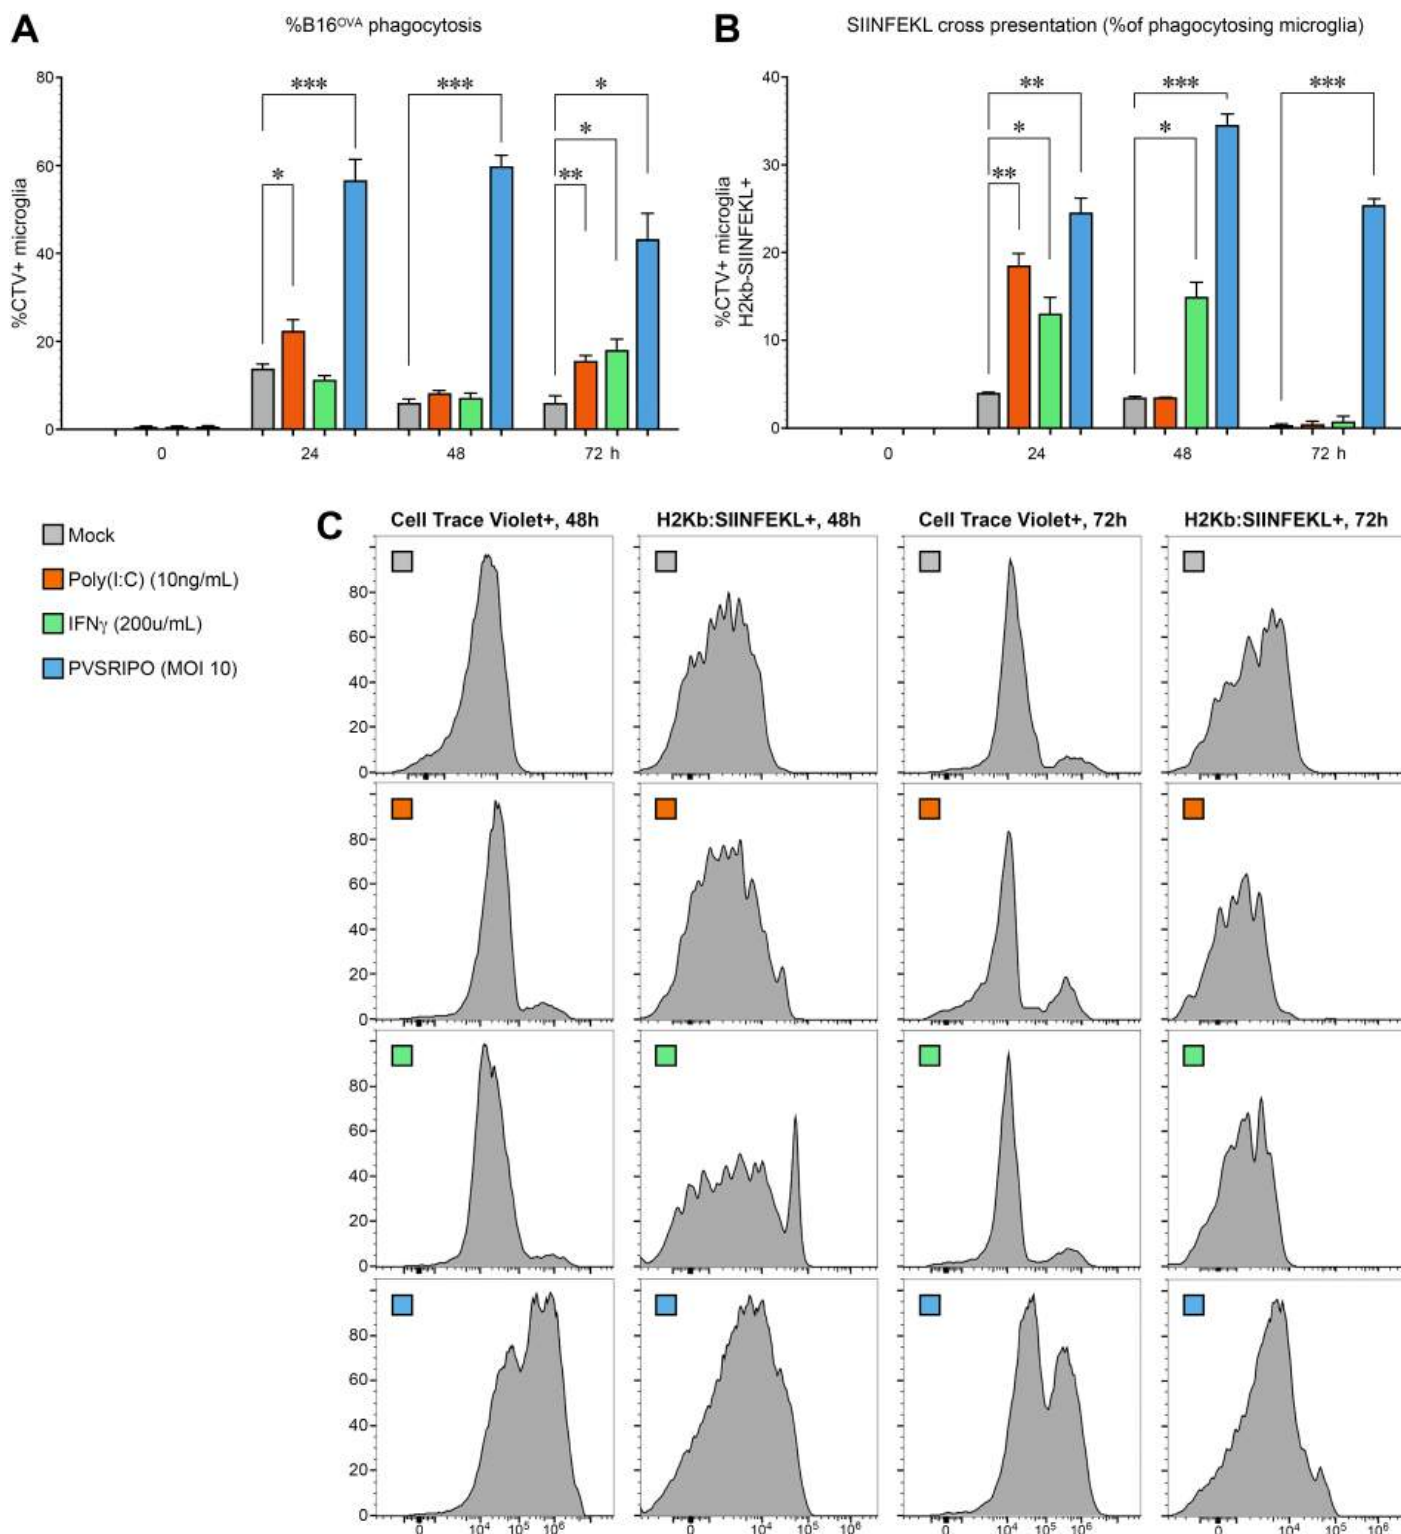 A
%B16OVA phagocytosis
80
60
40
20
0
%CTV+ microglia
***
*
***
*
*
**
0 24 48 72 h
B
SIINFEKL cross presentation (%of phagocytosing microglia)
40
30
20
10
0
%CTV+ microglia
H2kb-SIINFEKL+
**
*
**
***
*
***
0 24 48 72 h
Mock
Poly(I:C) (10ng/mL)
IFNγ (200u/mL)
PVSRIPO (MOI 10)
C
Cell Trace Violet+, 48h H2Kb:SIINFEKL+, 48h Cell Trace Violet+, 72h H2Kb:SIINFEKL+, 72h
80
60
40
20
0
80
60
40
20
0
80
60
40
20
0
80
60
40
20
0
0 10⁴ 10⁵ 10⁶ 0 10⁴ 10⁵ 10⁶ 0 10⁴ 10⁵ 10⁶ 0 10⁴ 10⁵ 10⁶